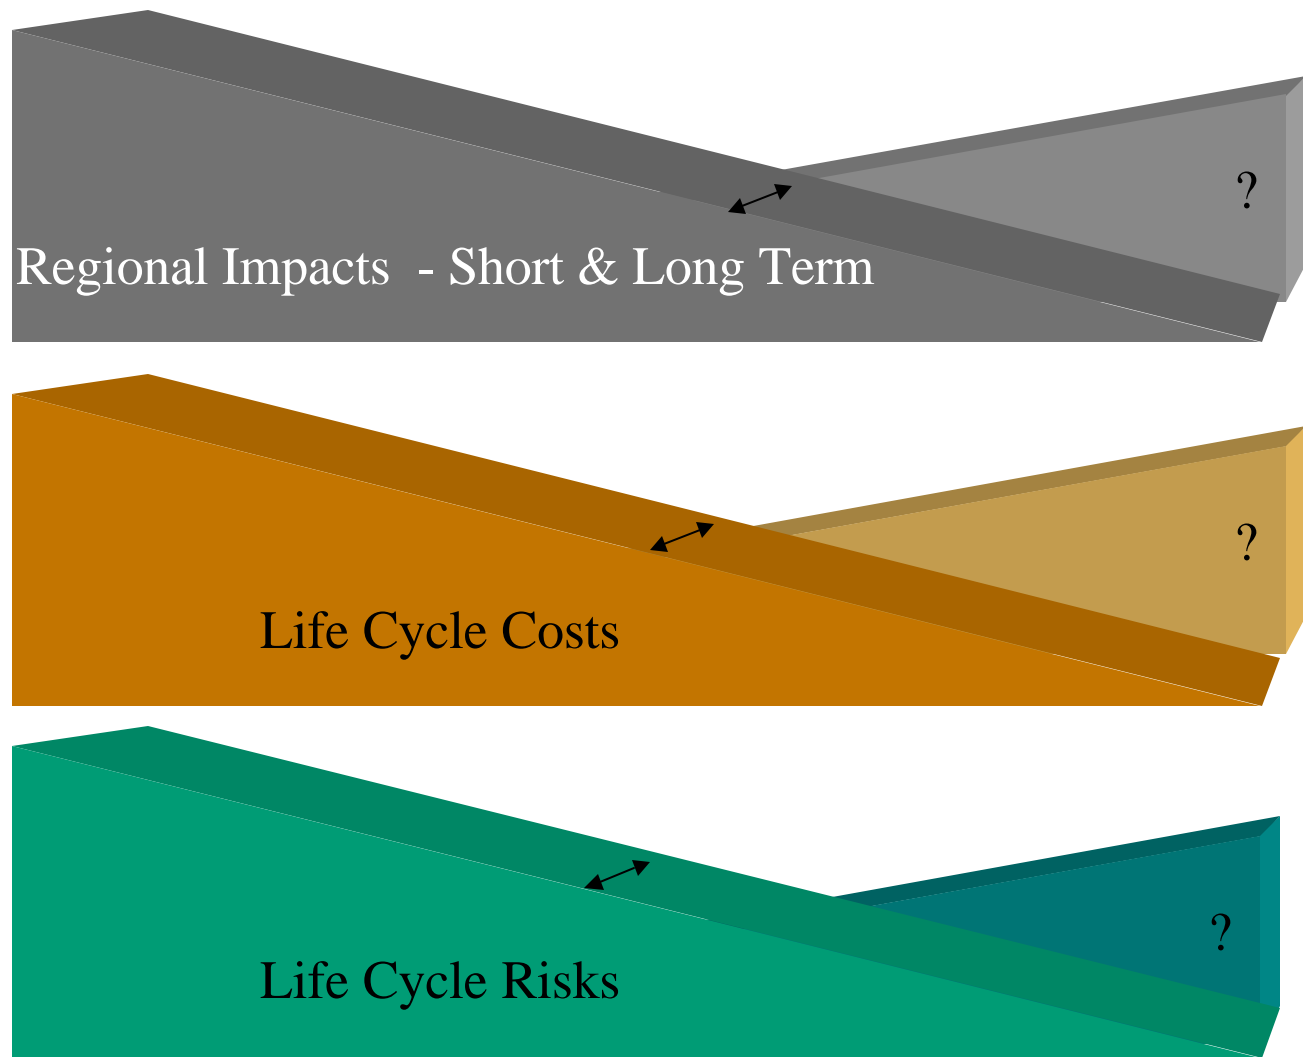 ?
Regional Impacts  - Short & Long Term
?
Life Cycle Costs
?
Life Cycle Risks